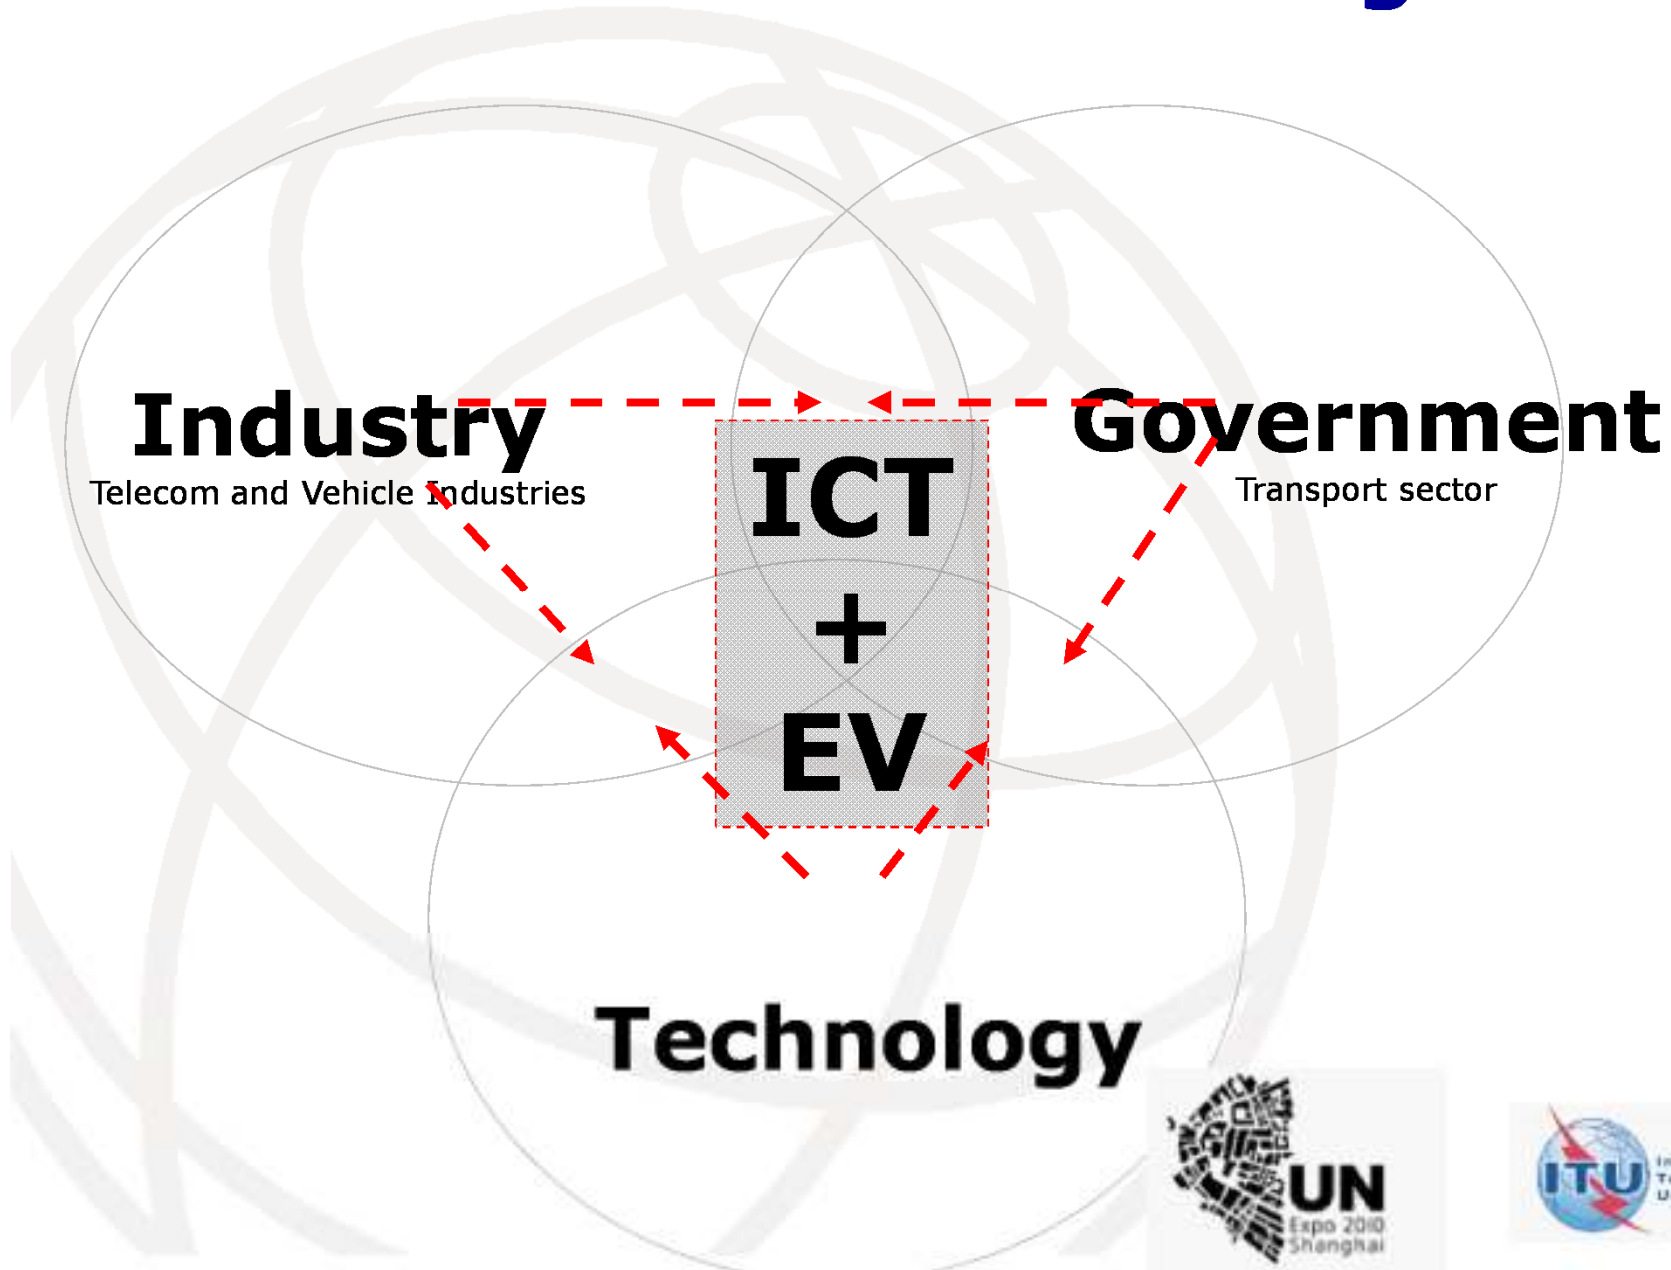 Industry
Telecom and Vehicle Industries
Government
Transport sector
ICT
+
EV
Technology
UN
Expo 2010
Shanghai
ITU